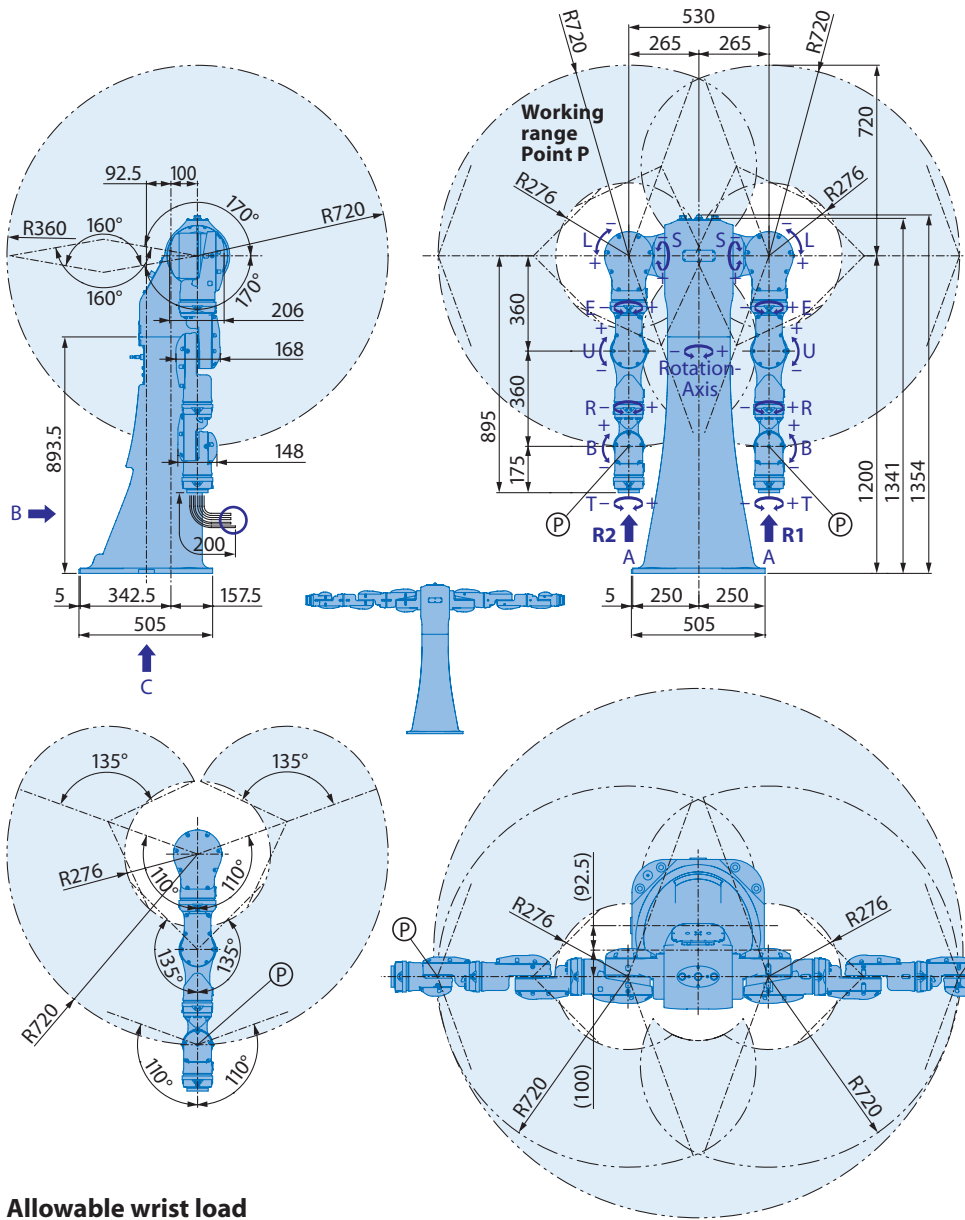 530
265
265
R720
R720
Working
range
Point P
720
92.5
100
170°
R720
R276
R276
R360
160°
160°
170°
L
−
+
S
−
+
S
−
+
L
−
+
206
360
E
−
+
−
+
E
+
+
168
U
−
−
+
U
−
Rotation-
Axis
893.5
895
360
R
−
+
−
+
R
+
+
148
B
−
B
−
175
1200
1341
1354
B
200
T
−
+
−
+
T
P
R2
R1
P
A
A
5
342.5
157.5
5
250
250
505
505
C
135°
135°
R276
110°
110°
(92.5)
R276
R276
P
135°
135°
P
R720
110°
110°
(100)
R720
R720
Allowable wrist load